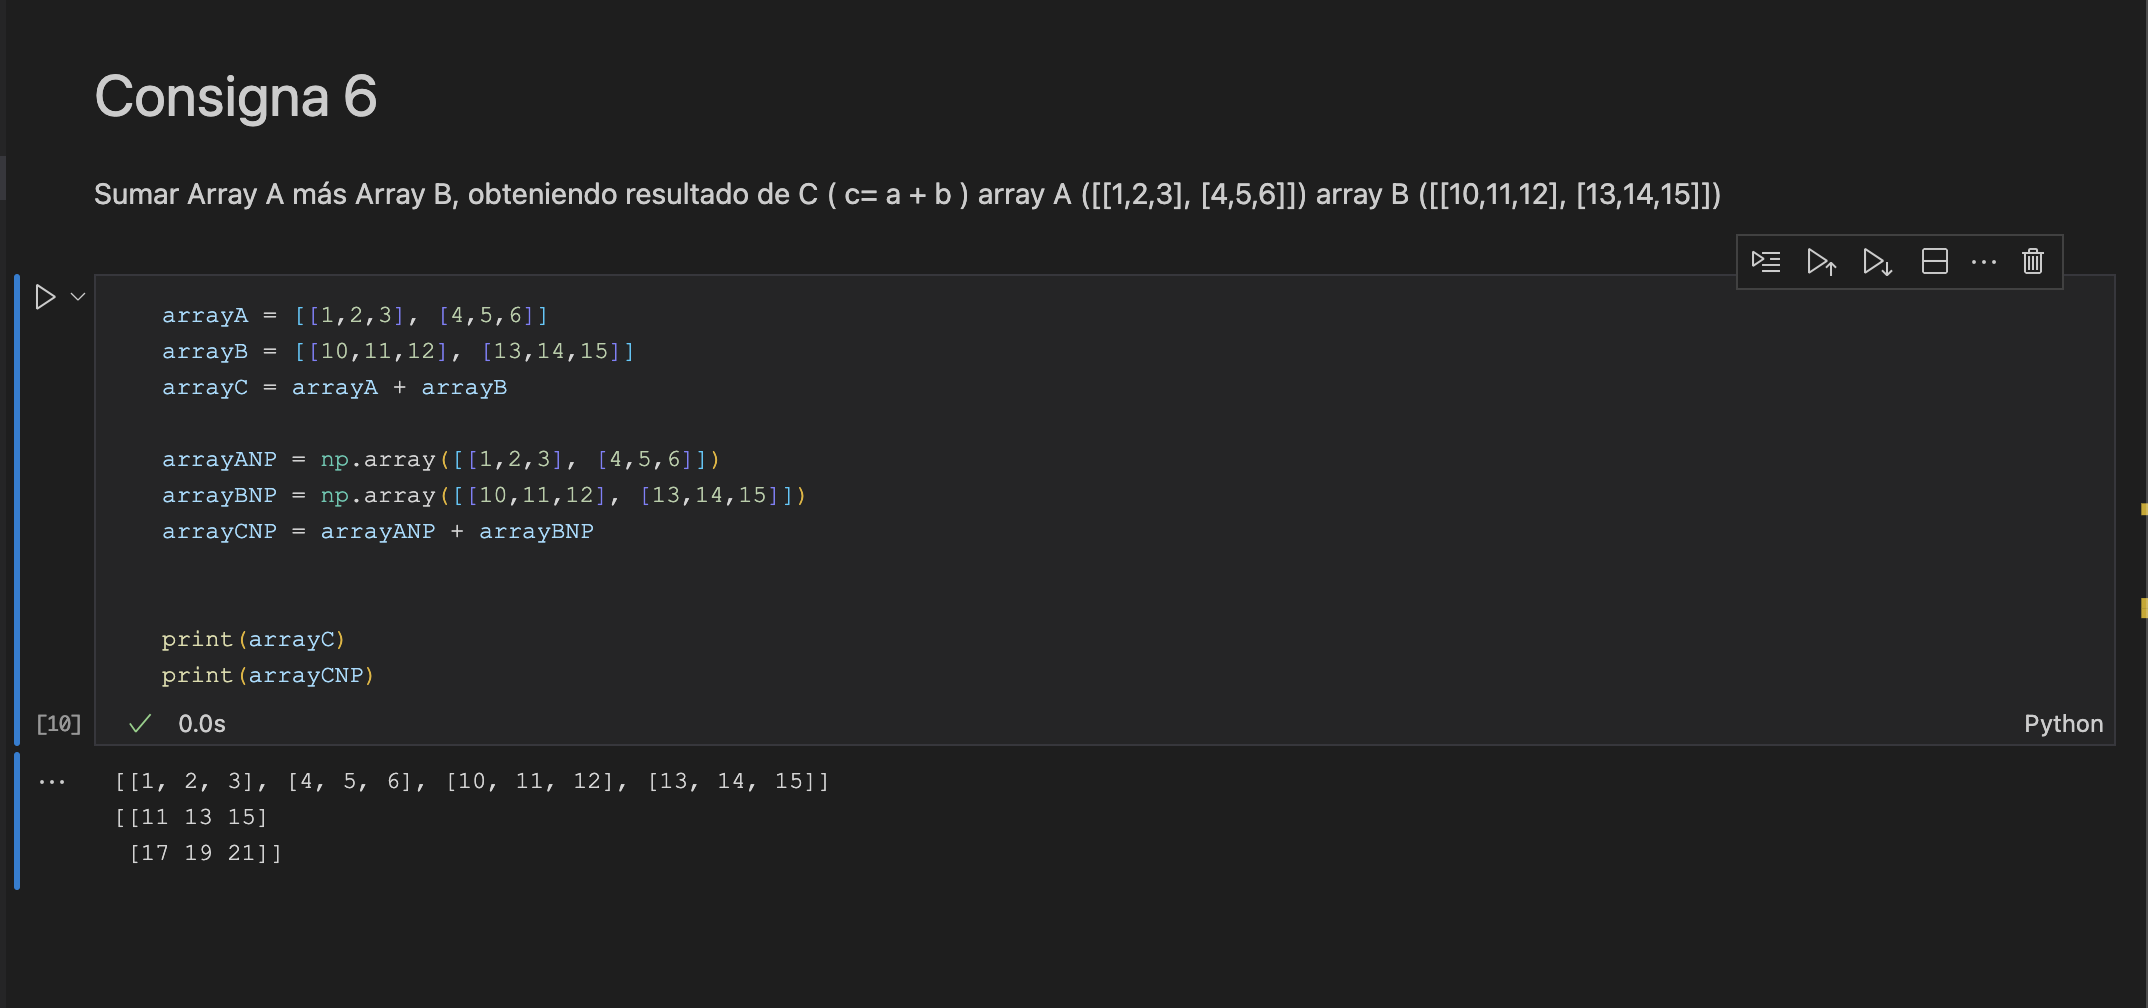 Consigna 6
Sumar Array A más Array B, obteniendo resultado de C ( c= a + b ) array A ([[1,2,3], [4,5,6]]) array B ([[10,11,12], [13,14,15]])
arrayA = [[1,2,3], [4,5,6]]
arrayB = [[10,11,12], [13,14,15]]
arrayC = arrayA + arrayB
arrayANP = np.array([[1,2,3], [4,5,6]])
arrayBNP = np.array([[10,11,12], [13,14,15]])
arrayCNP = arrayANP + arrayBNP
print(arrayC)
print(arrayCNP)
[10] 0.0s Python
[[1, 2, 3], [4, 5, 6], [10, 11, 12], [13, 14, 15]]
[[11 13 15]
 [17 19 21]]